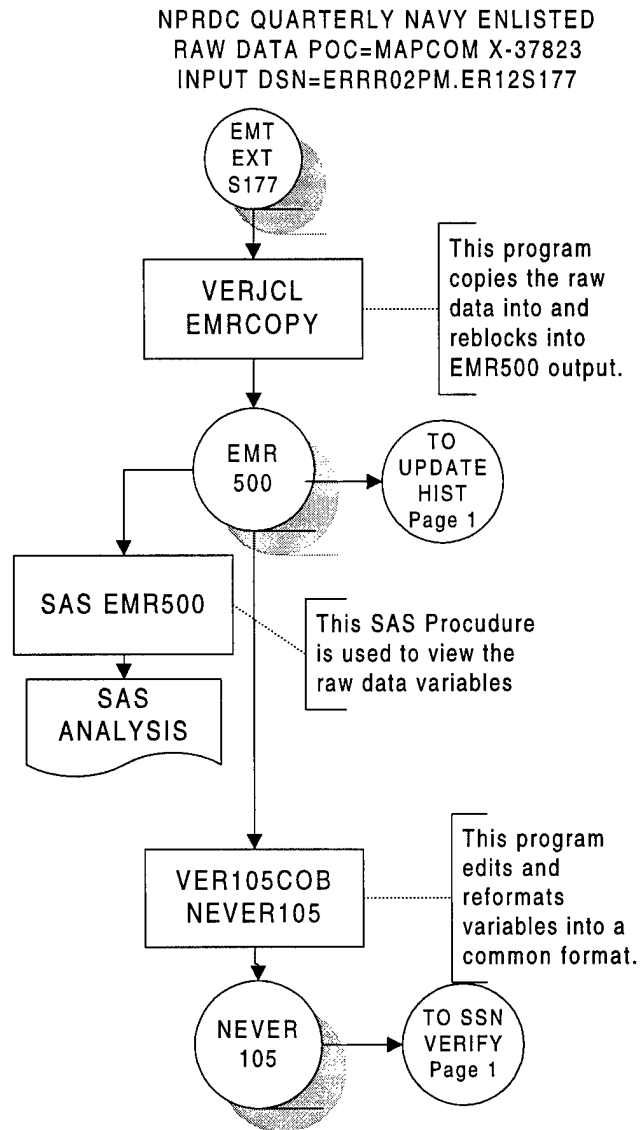 NPRDC QUARTERLY NAVY ENLISTED
RAW DATA POC=MAPCOM X-37823
INPUT DSN=ERRR02PM.ER12S177
EMT
EXT
S177
VERJCL
EMRCOPY
This program
copies the raw
data into and
reblocks into
EMR500 output.
EMR
500
TO
UPDATE
HIST
Page 1
SAS EMR500
This SAS Procudure
is used to view the
raw data variables
SAS
ANALYSIS
VER105COB
NEVER105
This program
edits and
reformats
variables into a
common format.
NEVER
105
TO SSN
VERIFY
Page 1